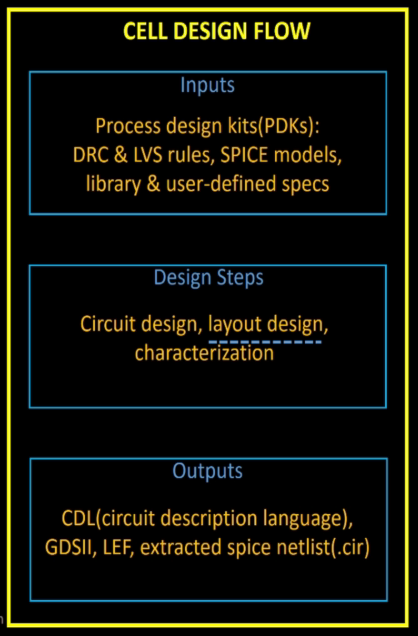 CELL DESIGN FLOW
Inputs
Process design kits(PDKs):
DRC & LVS rules, SPICE models,
library & user-defined specs
Design Steps
Circuit design, layout design,
characterization
Outputs
CDL(circuit description language),
GDSII, LEF, extracted spice netlist(.cir)